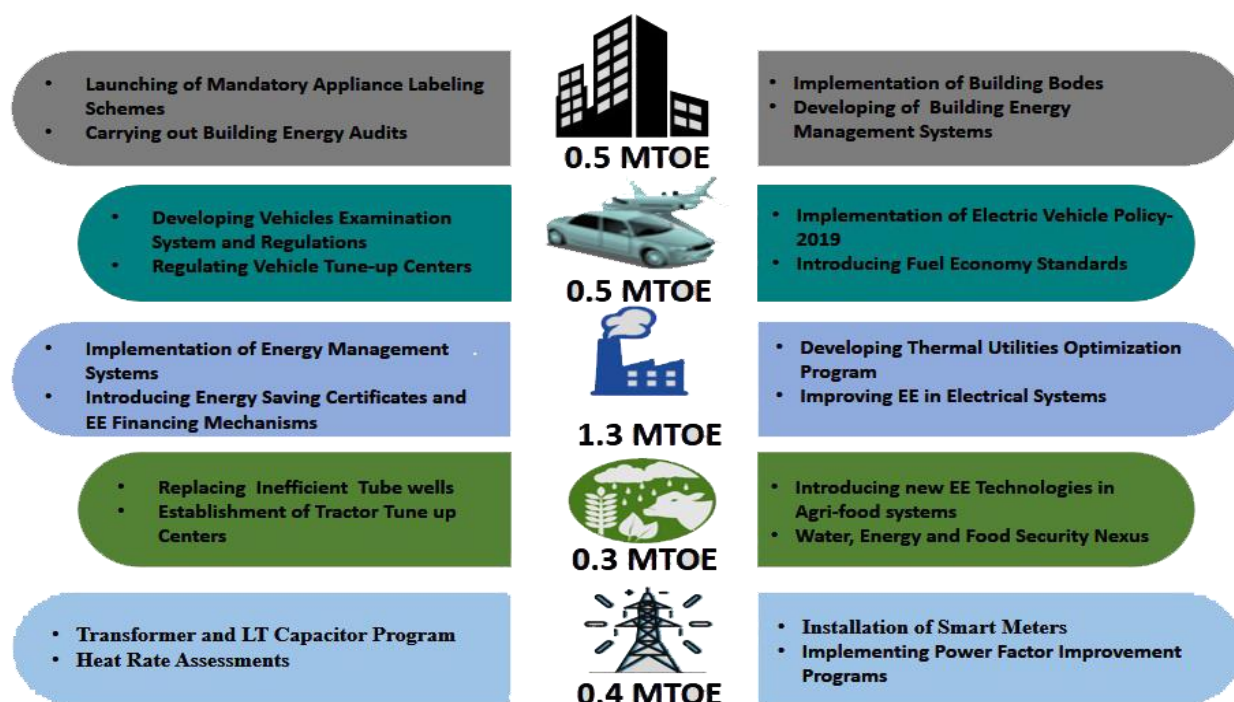 • Launching of Mandatory Appliance Labeling
Schemes
• Carrying out Building Energy Audits
0.5 MTOE
• Implementation of Building Bodes
• Developing of Building Energy
Management Systems
• Developing Vehicles Examination
System and Regulations
• Regulating Vehicle Tune-up Centers
0.5 MTOE
• Implementation of Electric Vehicle Policy-
2019
• Introducing Fuel Economy Standards
• Implementation of Energy Management
Systems
• Introducing Energy Saving Certificates and
EE Financing Mechanisms
1.3 MTOE
• Developing Thermal Utilities Optimization
Program
• Improving EE in Electrical Systems
• Replacing Inefficient Tube wells
• Establishment of Tractor Tune up
Centers
0.3 MTOE
• Introducing new EE Technologies in
Agri-food systems
• Water, Energy and Food Security Nexus
• Transformer and LT Capacitor Program
• Heat Rate Assessments
0.4 MTOE
• Installation of Smart Meters
• Implementing Power Factor Improvement
Programs